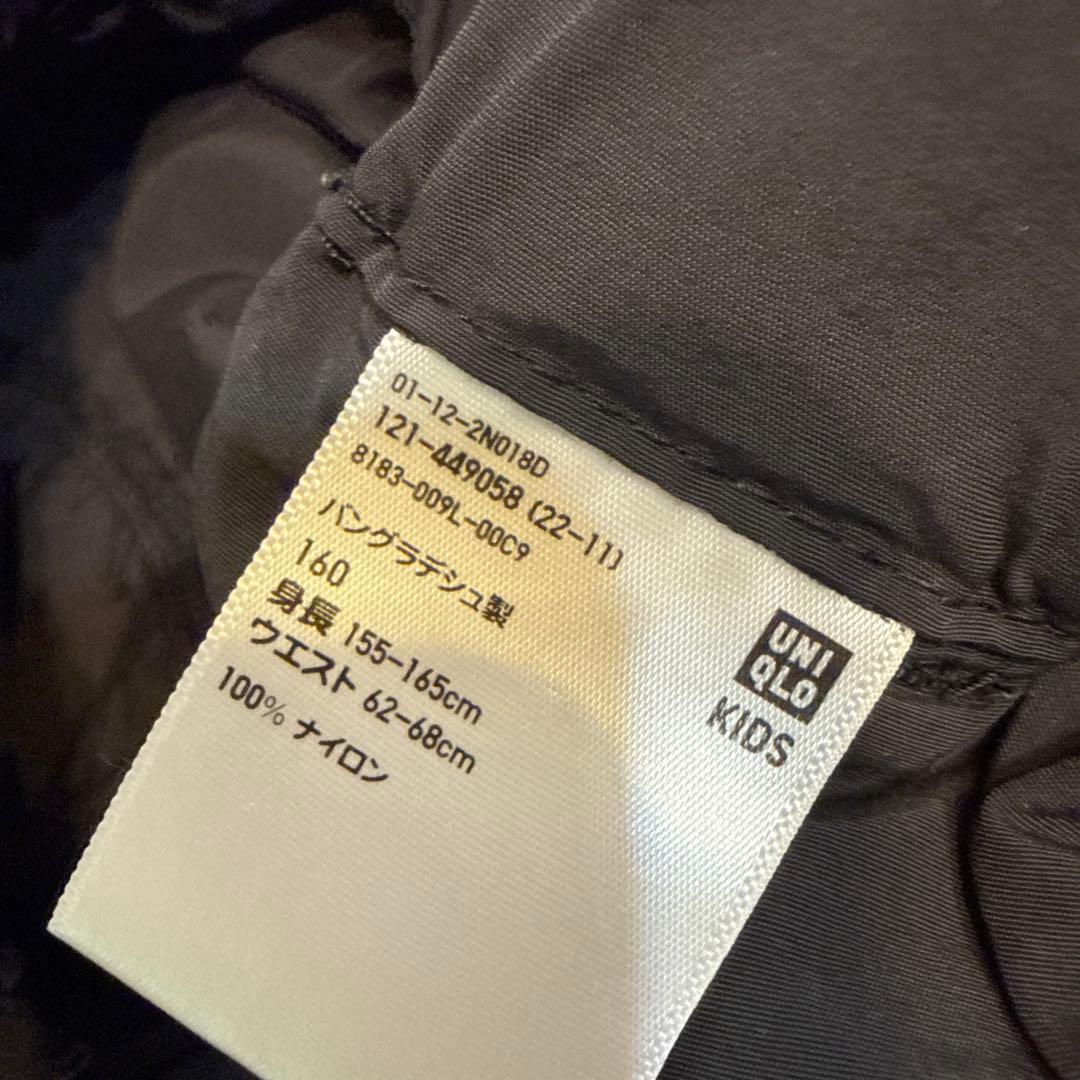 01-12-2N018D
121-449058 (22-11)
8183-009L-00C9
バングラデシュ製
160
身長 155-165cm
ウエスト 62-68cm
100% ナイロン
UNI
QLO
KIDS